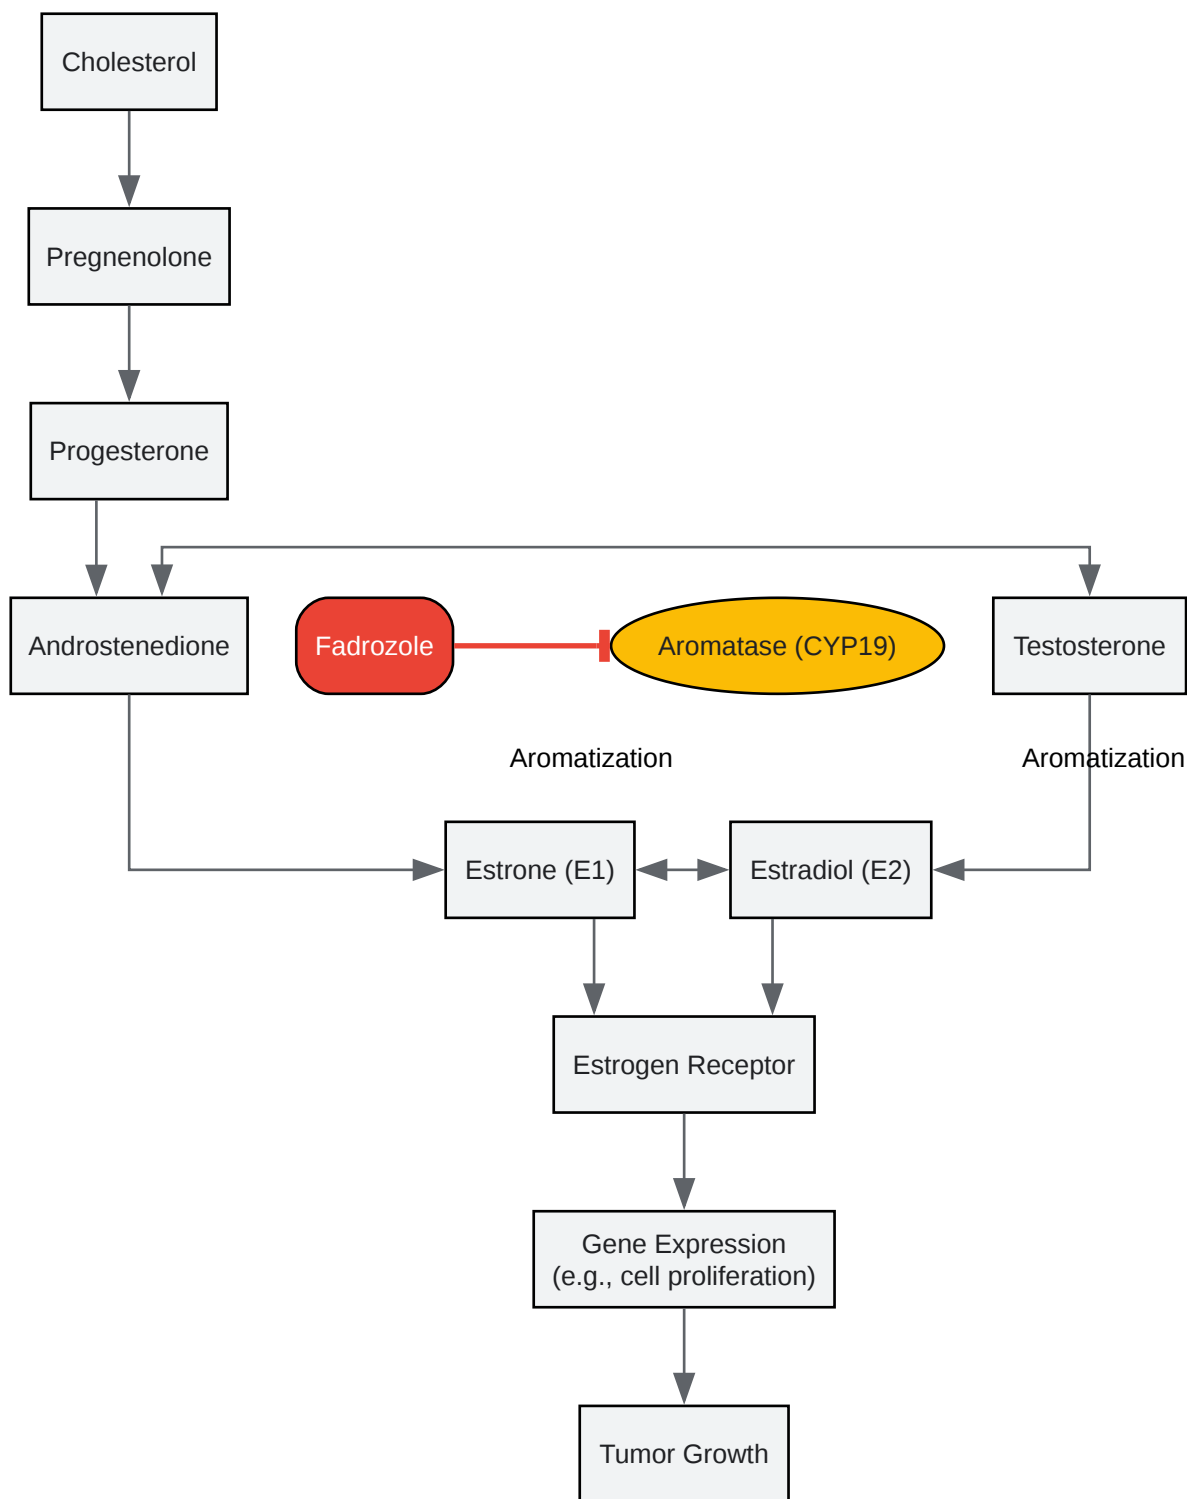 Cholesterol
Pregnenolone
Progesterone
Androstenedione
Fadrozole
Aromatase (CYP19)
Testosterone
Aromatization
Aromatization
Estrone (E1)
Estradiol (E2)
Estrogen Receptor
Gene Expression
(e.g., cell proliferation)
Tumor Growth